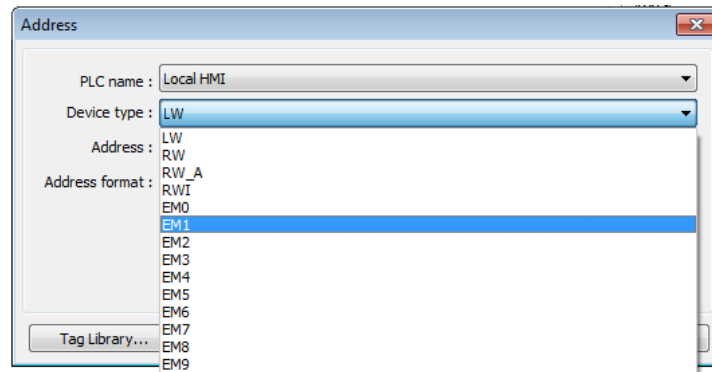 Address
PLC name : Local HMI
Device type : LW
Address :
Address format :
LW
RW
RW_A
RWI
EM0
EM1
EM2
EM3
EM4
EM5
EM6
EM7
EM8
EM9
Tag Library...